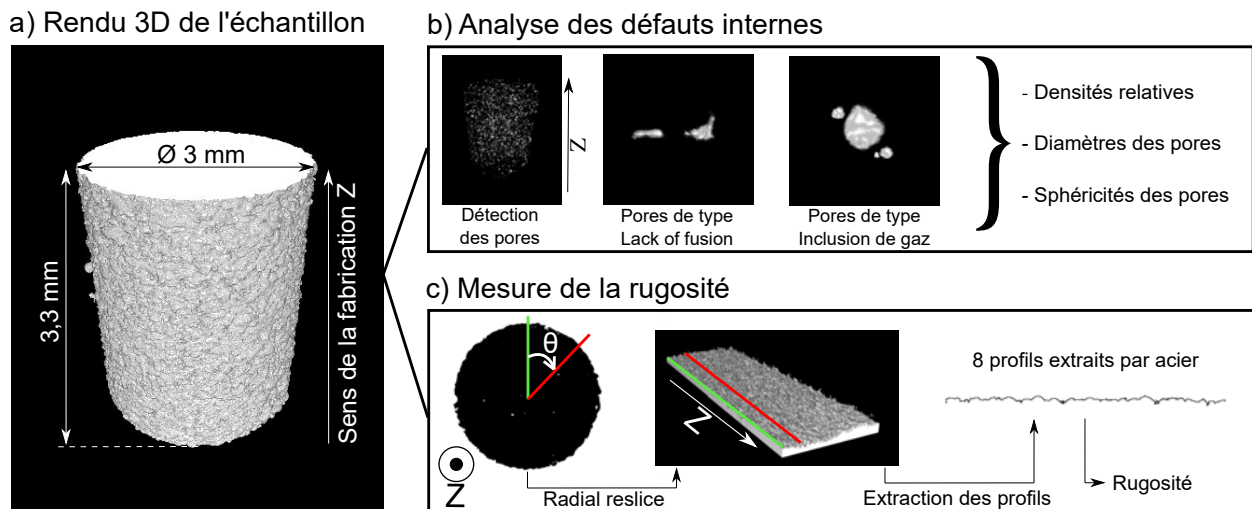 a) Rendu 3D de l'échantillon
Ø 3 mm
3,3 mm
Sens de la fabrication Z
b) Analyse des défauts internes
Z
Détection
des pores
Pores de type
Lack of fusion
Pores de type
Inclusion de gaz
- Densités relatives
- Diamètres des pores
- Sphéricités des pores
c) Mesure de la rugosité
θ
Z
Radial reslice
Z
Extraction des profils
8 profils extraits par acier
Rugosité